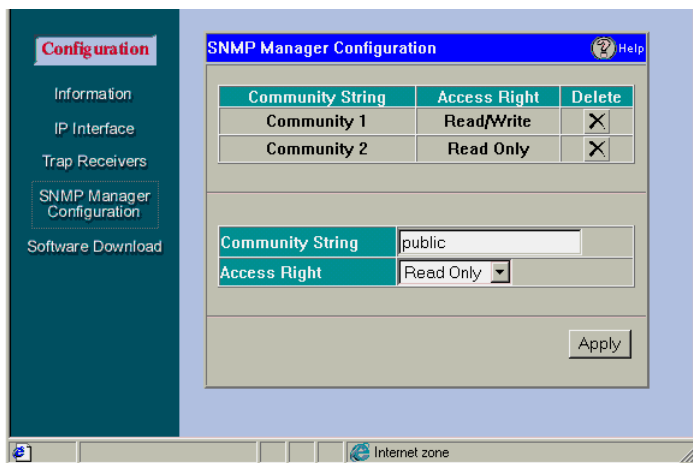 Configuration
Information
IP Interface
Trap Receivers
SNMP Manager
Configuration
Software Download
SNMP Manager Configuration
Help
Community String Access Right Delete
Community 1 Read/Write
Community 2 Read Only
Community String public
Access Right Read Only
Apply
Internet zone